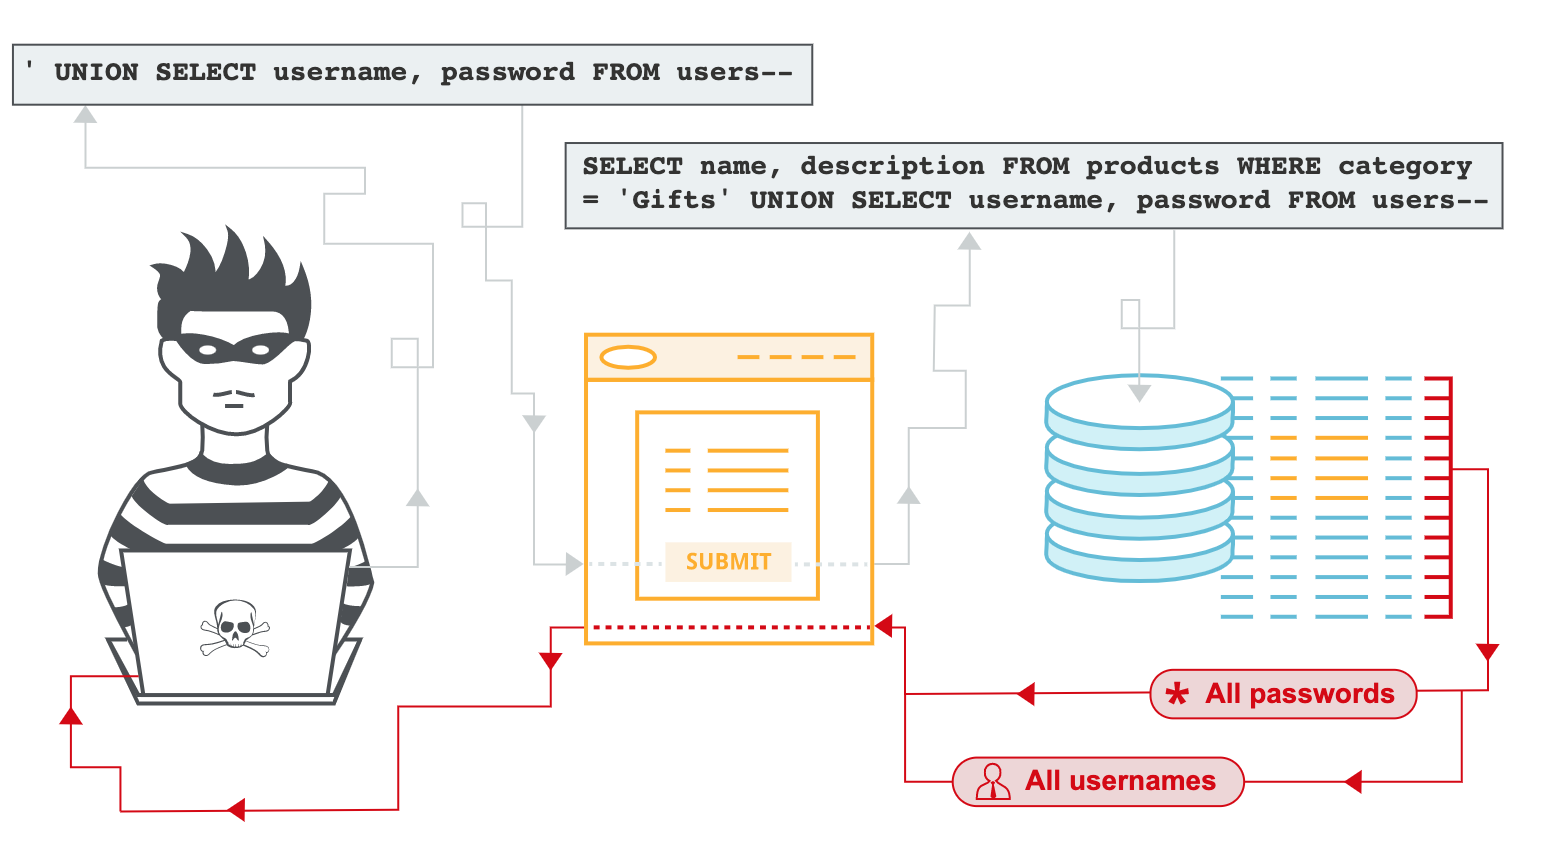 ' UNION SELECT username, password FROM users--
SELECT name, description FROM products WHERE category
= 'Gifts' UNION SELECT username, password FROM users--
SUBMIT
* All passwords
All usernames